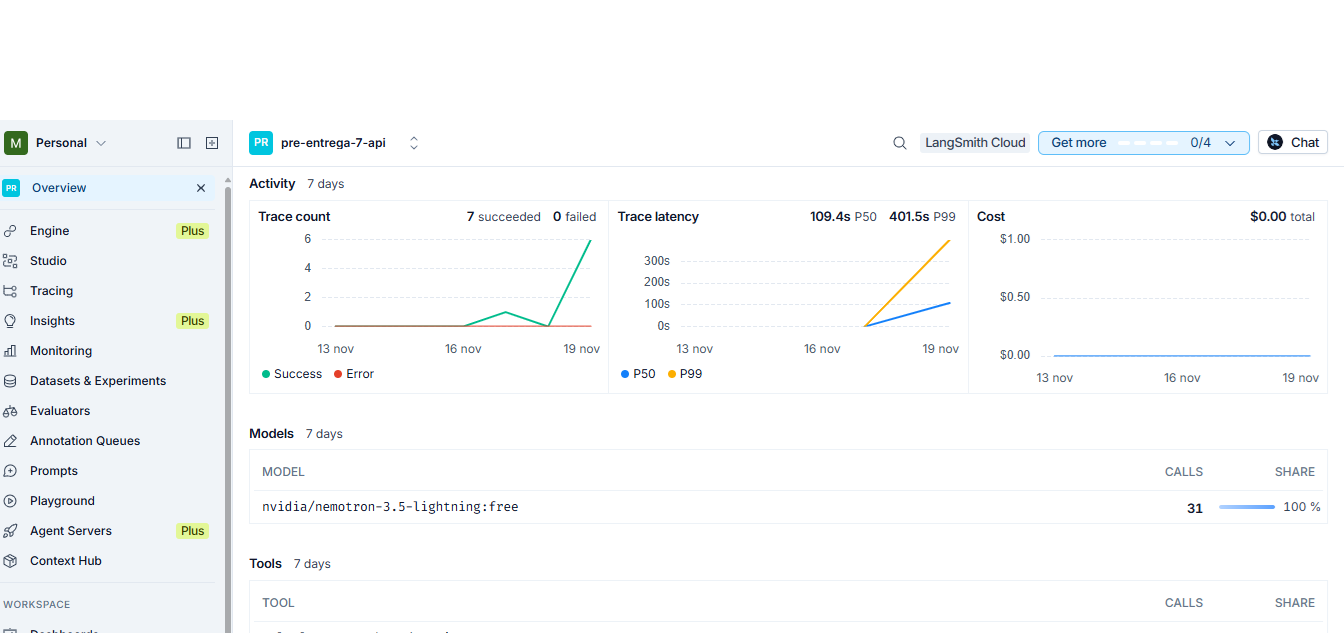 M Personal
PR pre-entrega-7-api
LangSmith Cloud
Get more 0/4
Chat
PR Overview
Engine Plus
Studio
Tracing
Insights Plus
Monitoring
Datasets & Experiments
Evaluators
Annotation Queues
Prompts
Playground
Agent Servers Plus
Context Hub
WORKSPACE
Dashboards
Activity 7 days
Trace count 7 succeeded 0 failed
6
4
2
0
13 nov 16 nov 19 nov
Success Error
Trace latency 109.4s P50 401.5s P99
300s
200s
100s
0s
13 nov 16 nov 19 nov
P50 P99
Cost $0.00 total
$1.00
$0.50
$0.00
13 nov 16 nov 19 nov
Models 7 days
MODEL CALLS SHARE
nvidia/nemotron-3.5-lightning:free 31 100 %
Tools 7 days
TOOL CALLS SHARE